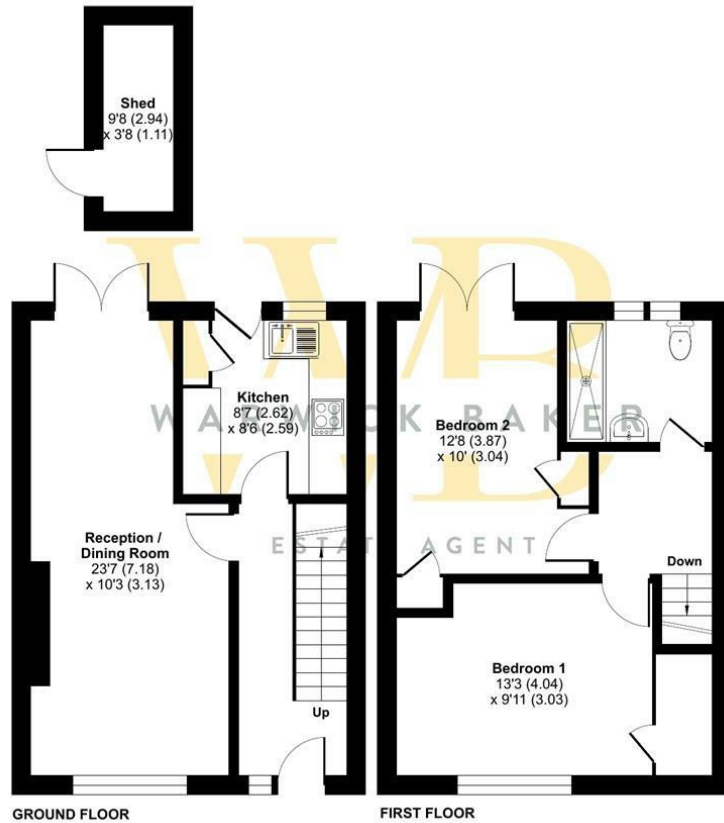 Shed
9'8 (2.94)
x 3'8 (1.11)
WB
Kitchen
8'7 (2.62)
x 8'6 (2.59)
Bedroom 2
12'8 (3.87)
x 10' (3.04)
WARWICK BAKER
ESTATE AGENT
Reception /
Dining Room
23'7 (7.18)
x 10'3 (3.13)
Down
Bedroom 1
13'3 (4.04)
x 9'11 (3.03)
Up
GROUND FLOOR
FIRST FLOOR